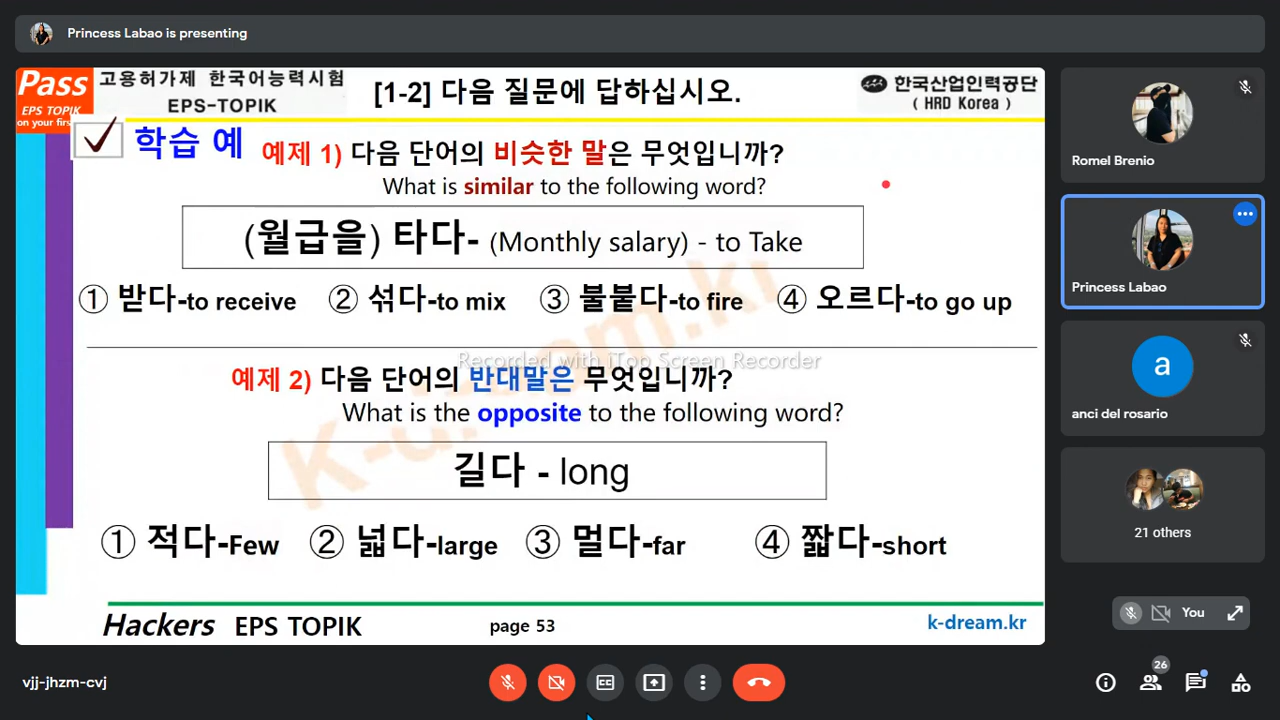 Princess Labao is presenting
Pass
EPS TOPIK
on your firs
고용허가제 한국어능력시험
EPS-TOPIK
[1-2] 다음 질문에 답하십시오.
한국산업인력공단
( HRD Korea )
학습 예
예제 1) 다음 단어의 비슷한 말은 무엇입니까?
What is similar to the following word?
(월급을) 타다- (Monthly salary) - to Take
① 받다-to receive ② 섞다-to mix ③ 불붙다-to fire ④ 오르다-to go up
Recorded with iTop Screen Recorder
K-dream.kr
예제 2) 다음 단어의 반대말은 무엇입니까?
What is the opposite to the following word?
길다 - long
① 적다-Few ② 넓다-large ③ 멀다-far ④ 짧다-short
Hackers EPS TOPIK page 53 k-dream.kr
Romel Brenio
Princess Labao
a
anci del rosario
21 others
You
vjj-jhzm-cvj
26